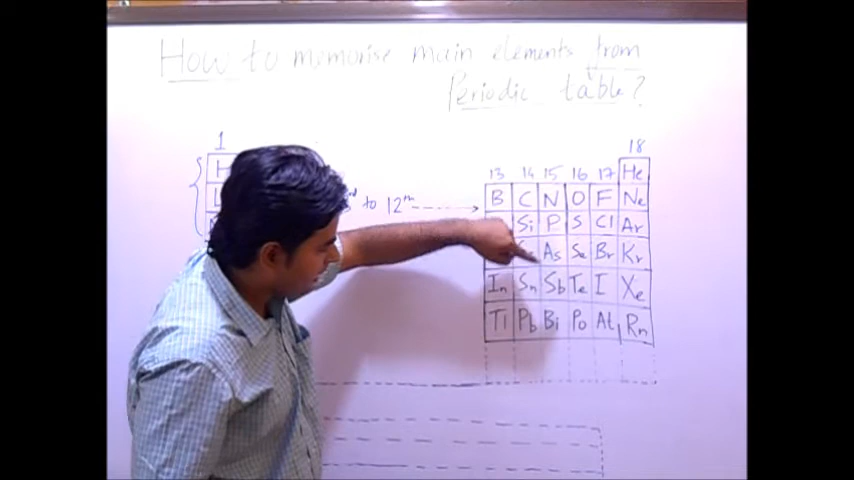 How to memorise main elements from
Periodic table?
1
18
13 14 15 16 17 He
H
B C N O F Ne
rd to 12th
Si P S Cl Ar
As Se Br Kr
In Sn Sb Te I Xe
Tl Pb Bi Po At Rn